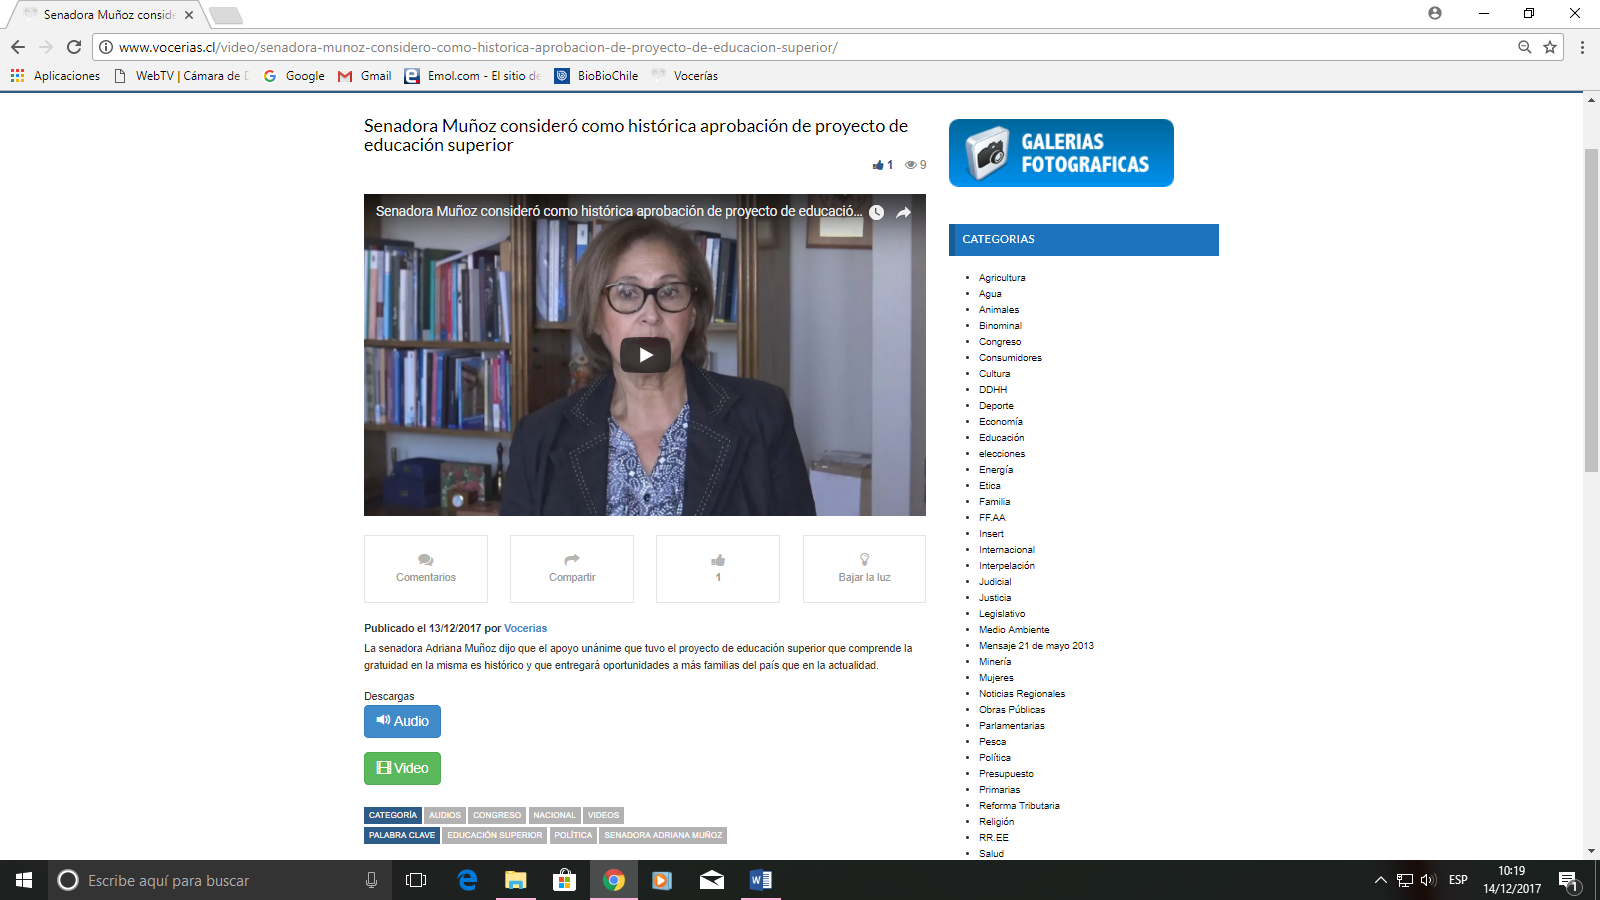 Senadora Muñoz consid
www.vocerias.cl/video/senadora-munoz-considero-como-historica-aprobacion-de-proyecto-de-educacion-superior/
Aplicaciones
WebTV | Cámara de D
Google
Gmail
Emol.com - El sitio de
BioBioChile
Vocerías
Senadora Muñoz consideró como histórica aprobación de proyecto de
educación superior
1
9
Senadora Muñoz consideró como histórica aprobación de proyecto de educació...
Comentarios
Compartir
1
Bajar la luz
Publicado el 13/12/2017 por Vocerias
La senadora Adriana Muñoz dijo que el apoyo unánime que tuvo el proyecto de educación superior que comprende la
gratuidad en la misma es histórico y que entregará oportunidades a más familias del país que en la actualidad.
Descargas
Audio
Video
CATEGORÍA AUDIOS CONGRESO NACIONAL VIDEOS
PALABRA CLAVE EDUCACIÓN SUPERIOR POLÍTICA SENADORA ADRIANA MUÑOZ
GALERIAS
FOTOGRAFICAS
CATEGORIAS
Agricultura
Agua
Animales
Binominal
Congreso
Consumidores
Cultura
DDHH
Deporte
Economía
Educación
elecciones
Energía
Etica
Familia
FF.AA
Insert
Internacional
Interpelación
Judicial
Justicia
Legislativo
Medio Ambiente
Mensaje 21 de mayo 2013
Minería
Mujeres
Noticias Regionales
Obras Públicas
Parlamentarias
Pesca
Política
Presupuesto
Primarias
Reforma Tributaria
Religión
RR.EE
Salud
Escribe aquí para buscar
ESP
10:19
14/12/2017
1